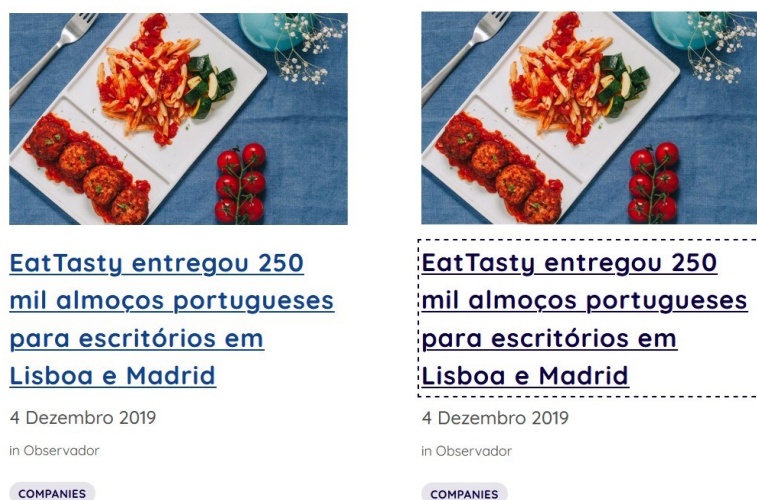 EatTasty entregou 250
mil almoços portugueses
para escritórios em
Lisboa e Madrid
4 Dezembro 2019
in Observador
COMPANIES
EatTasty entregou 250
mil almoços portugueses
para escritórios em
Lisboa e Madrid
4 Dezembro 2019
in Observador
COMPANIES